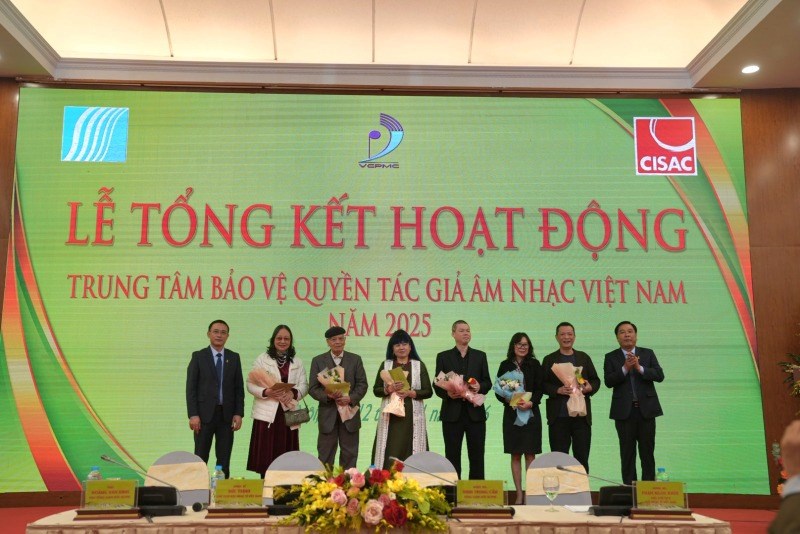 VCPMC
CISAC
LỄ TỔNG KẾT HOẠT ĐỘNG
TRUNG TÂM BẢO VỆ QUYỀN TÁC GIẢ ÂM NHẠC VIỆT NAM
NĂM 2025